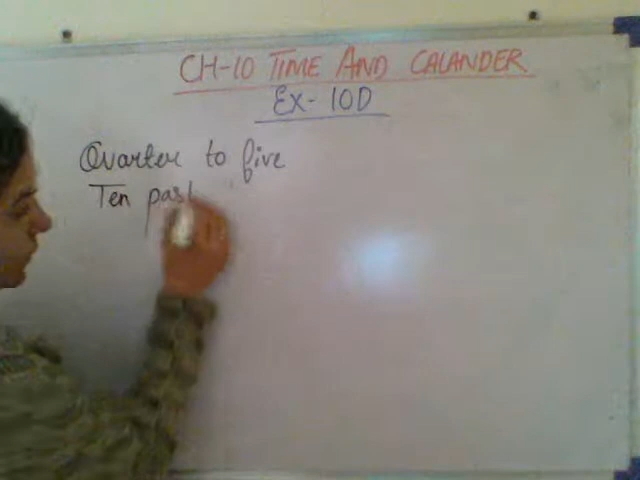 CH-10 TIME AND CALANDER
Ex- 10D
Quarter to five
Ten past